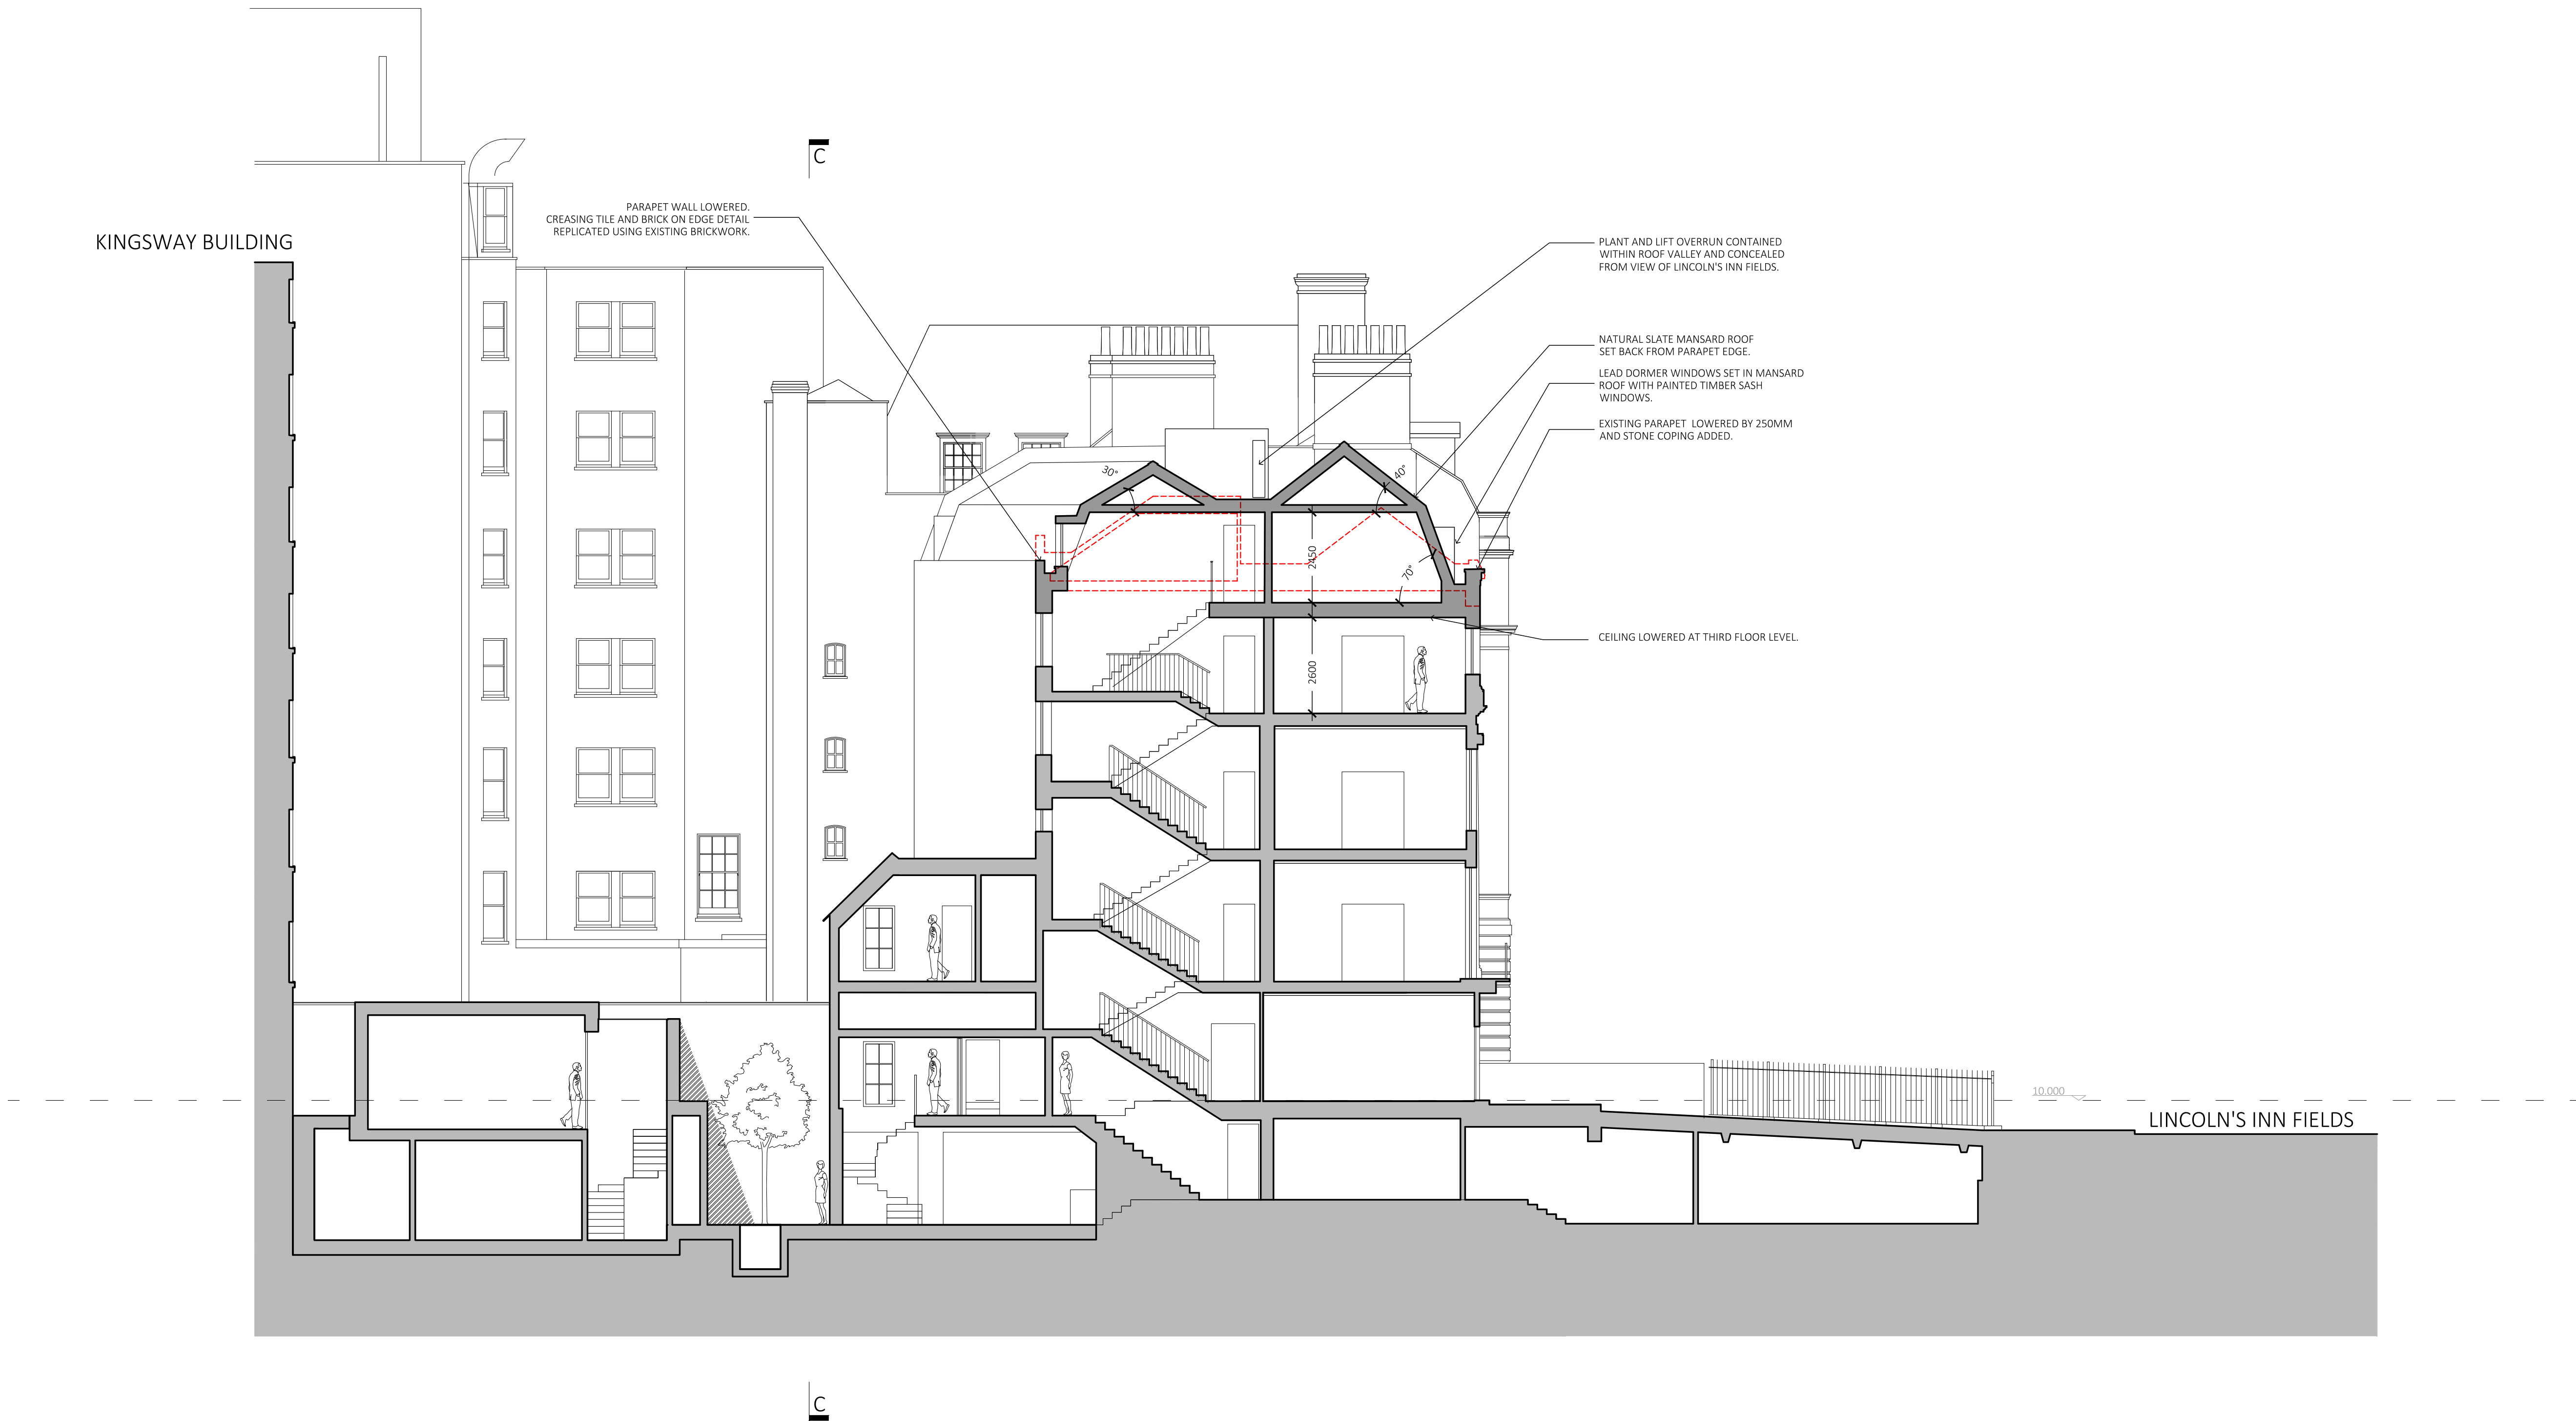 C
PARAPET WALL LOWERED.
CREASING TILE AND BRICK ON EDGE DETAIL
REPLICATED USING EXISTING BRICKWORK.
KINGSWAY BUILDING
PLANT AND LIFT OVERRUN CONTAINED
WITHIN ROOF VALLEY AND CONCEALED
FROM VIEW OF LINCOLN'S INN FIELDS.
NATURAL SLATE MANSARD ROOF
SET BACK FROM PARAPET EDGE.
LEAD DORMER WINDOWS SET IN MANSARD
ROOF WITH PAINTED TIMBER SASH
WINDOWS.
EXISTING PARAPET LOWERED BY 250MM
AND STONE COPING ADDED.
30°
40°
2450
70°
CEILING LOWERED AT THIRD FLOOR LEVEL.
2600
10.000
LINCOLN'S INN FIELDS
C